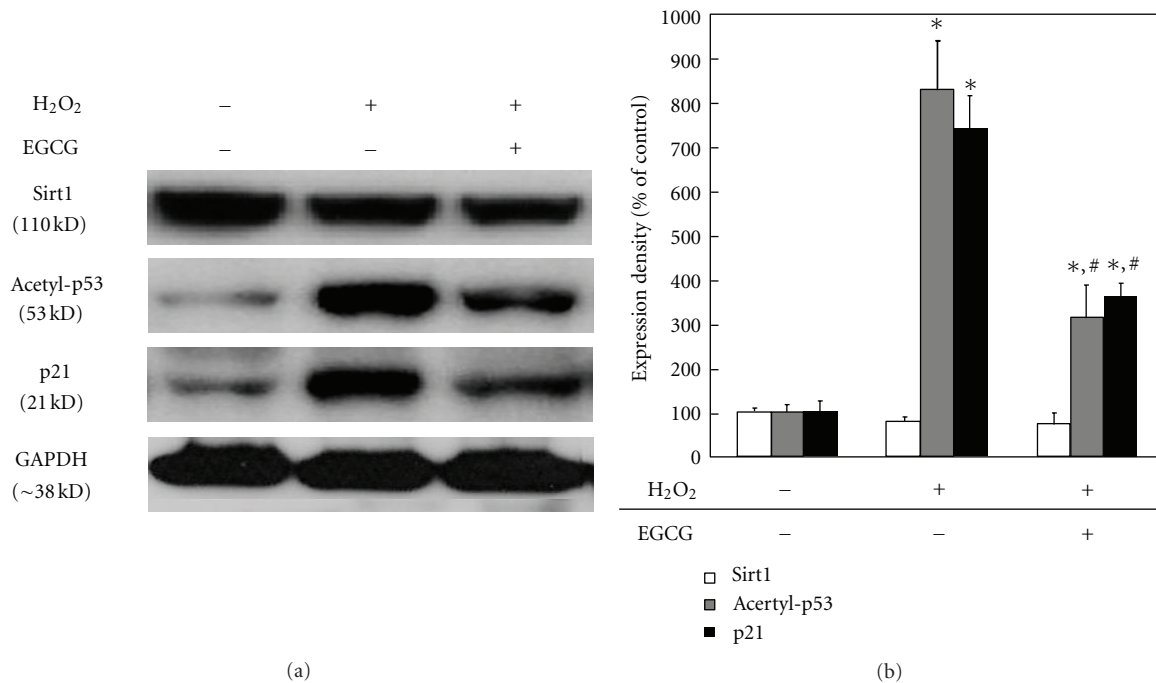 H₂O₂ – + +
EGCG – – +
Sirt1
(110 kD)
Acetyl-p53
(53 kD)
p21
(21 kD)
GAPDH
(~38 kD)
(a)
Expression density (% of control)
1000
900
800
700
600
500
400
300
200
100
0
*
*
*,# *,#
H₂O₂ – + +
EGCG – – +
Sirt1
Acertyl-p53
p21
(b)